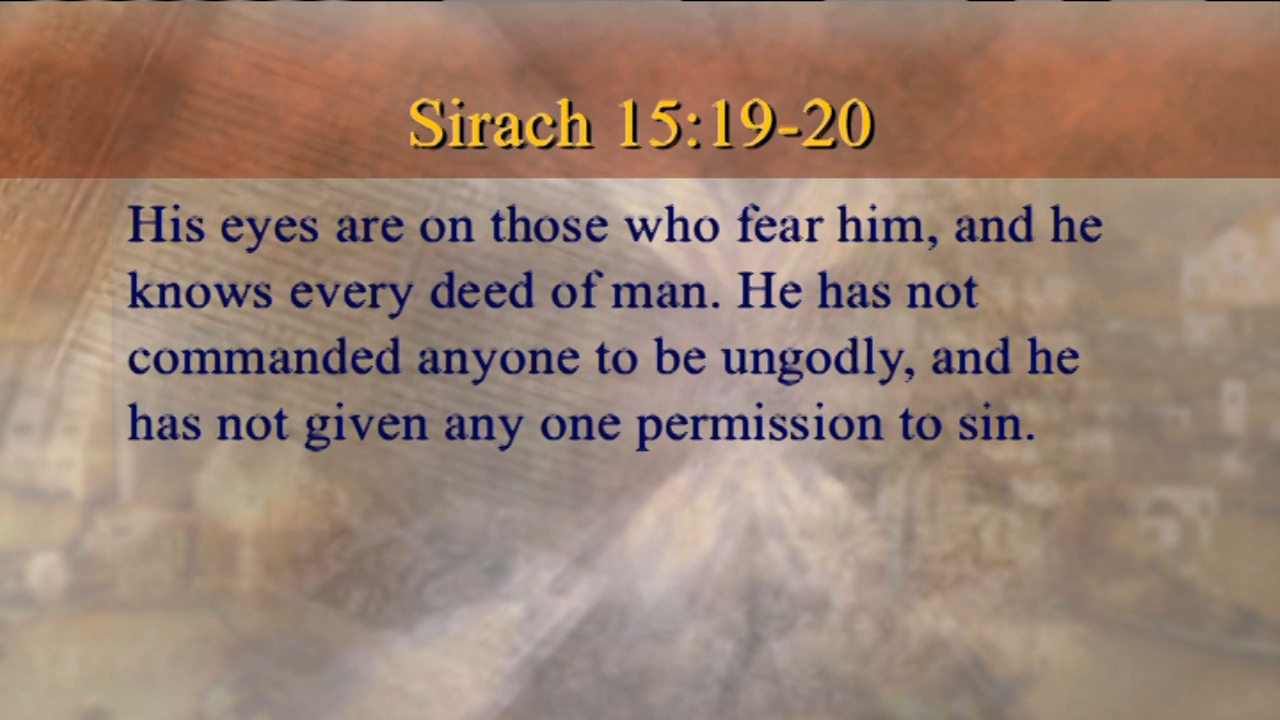 Sirach 15:19-20
His eyes are on those who fear him, and he
knows every deed of man. He has not
commanded anyone to be ungodly, and he
has not given any one permission to sin.